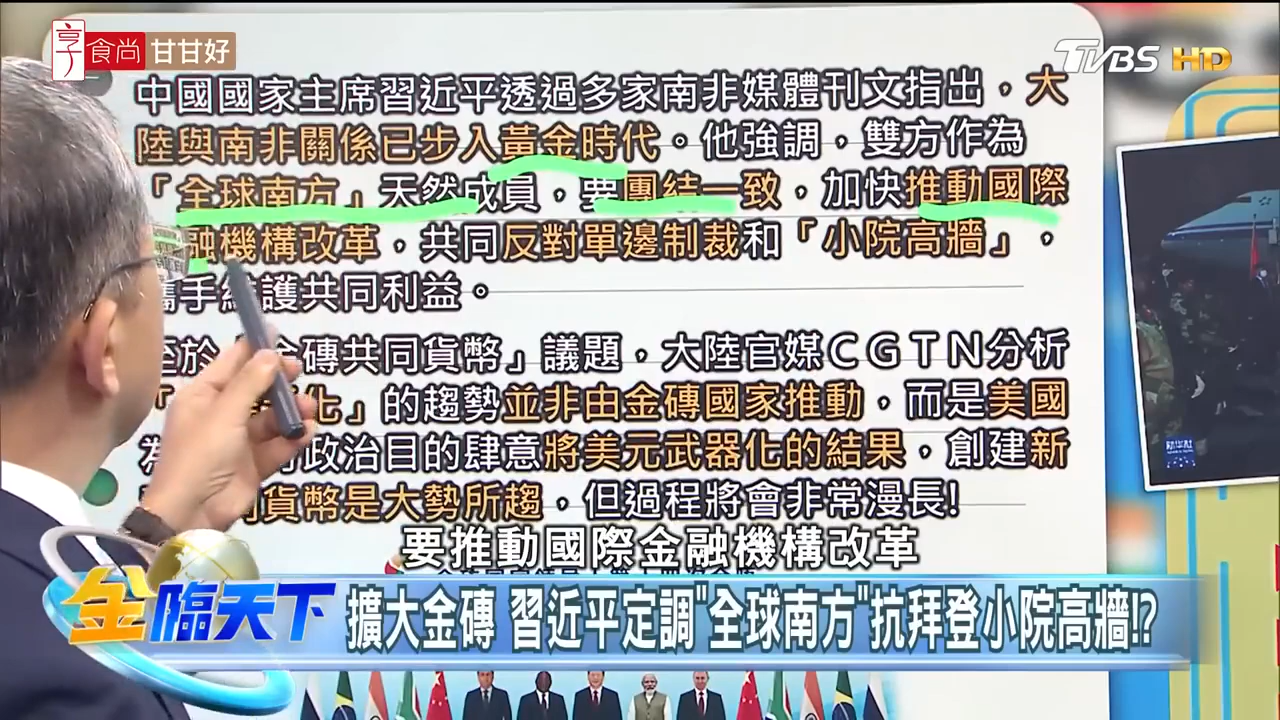 享食尚 甘甘好
TVBS HD
中國國家主席習近平透過多家南非媒體刊文指出，大
陸與南非關係已步入黃金時代。他強調，雙方作為
「全球南方」天然成員，要團結一致，加快推動國際
融機構改革，共同反對單邊制裁和「小院高牆」，
攜手維護共同利益。
至於「金磚共同貨幣」議題，大陸官媒CGTN分析
「 化」的趨勢並非由金磚國家推動，而是美國
為 政治目的肆意將美元武器化的結果，創建新
貨幣是大勢所趨，但過程將會非常漫長!
要推動國際金融機構改革
金臨天下
擴大金磚 習近平定調"全球南方"抗拜登小院高牆!?